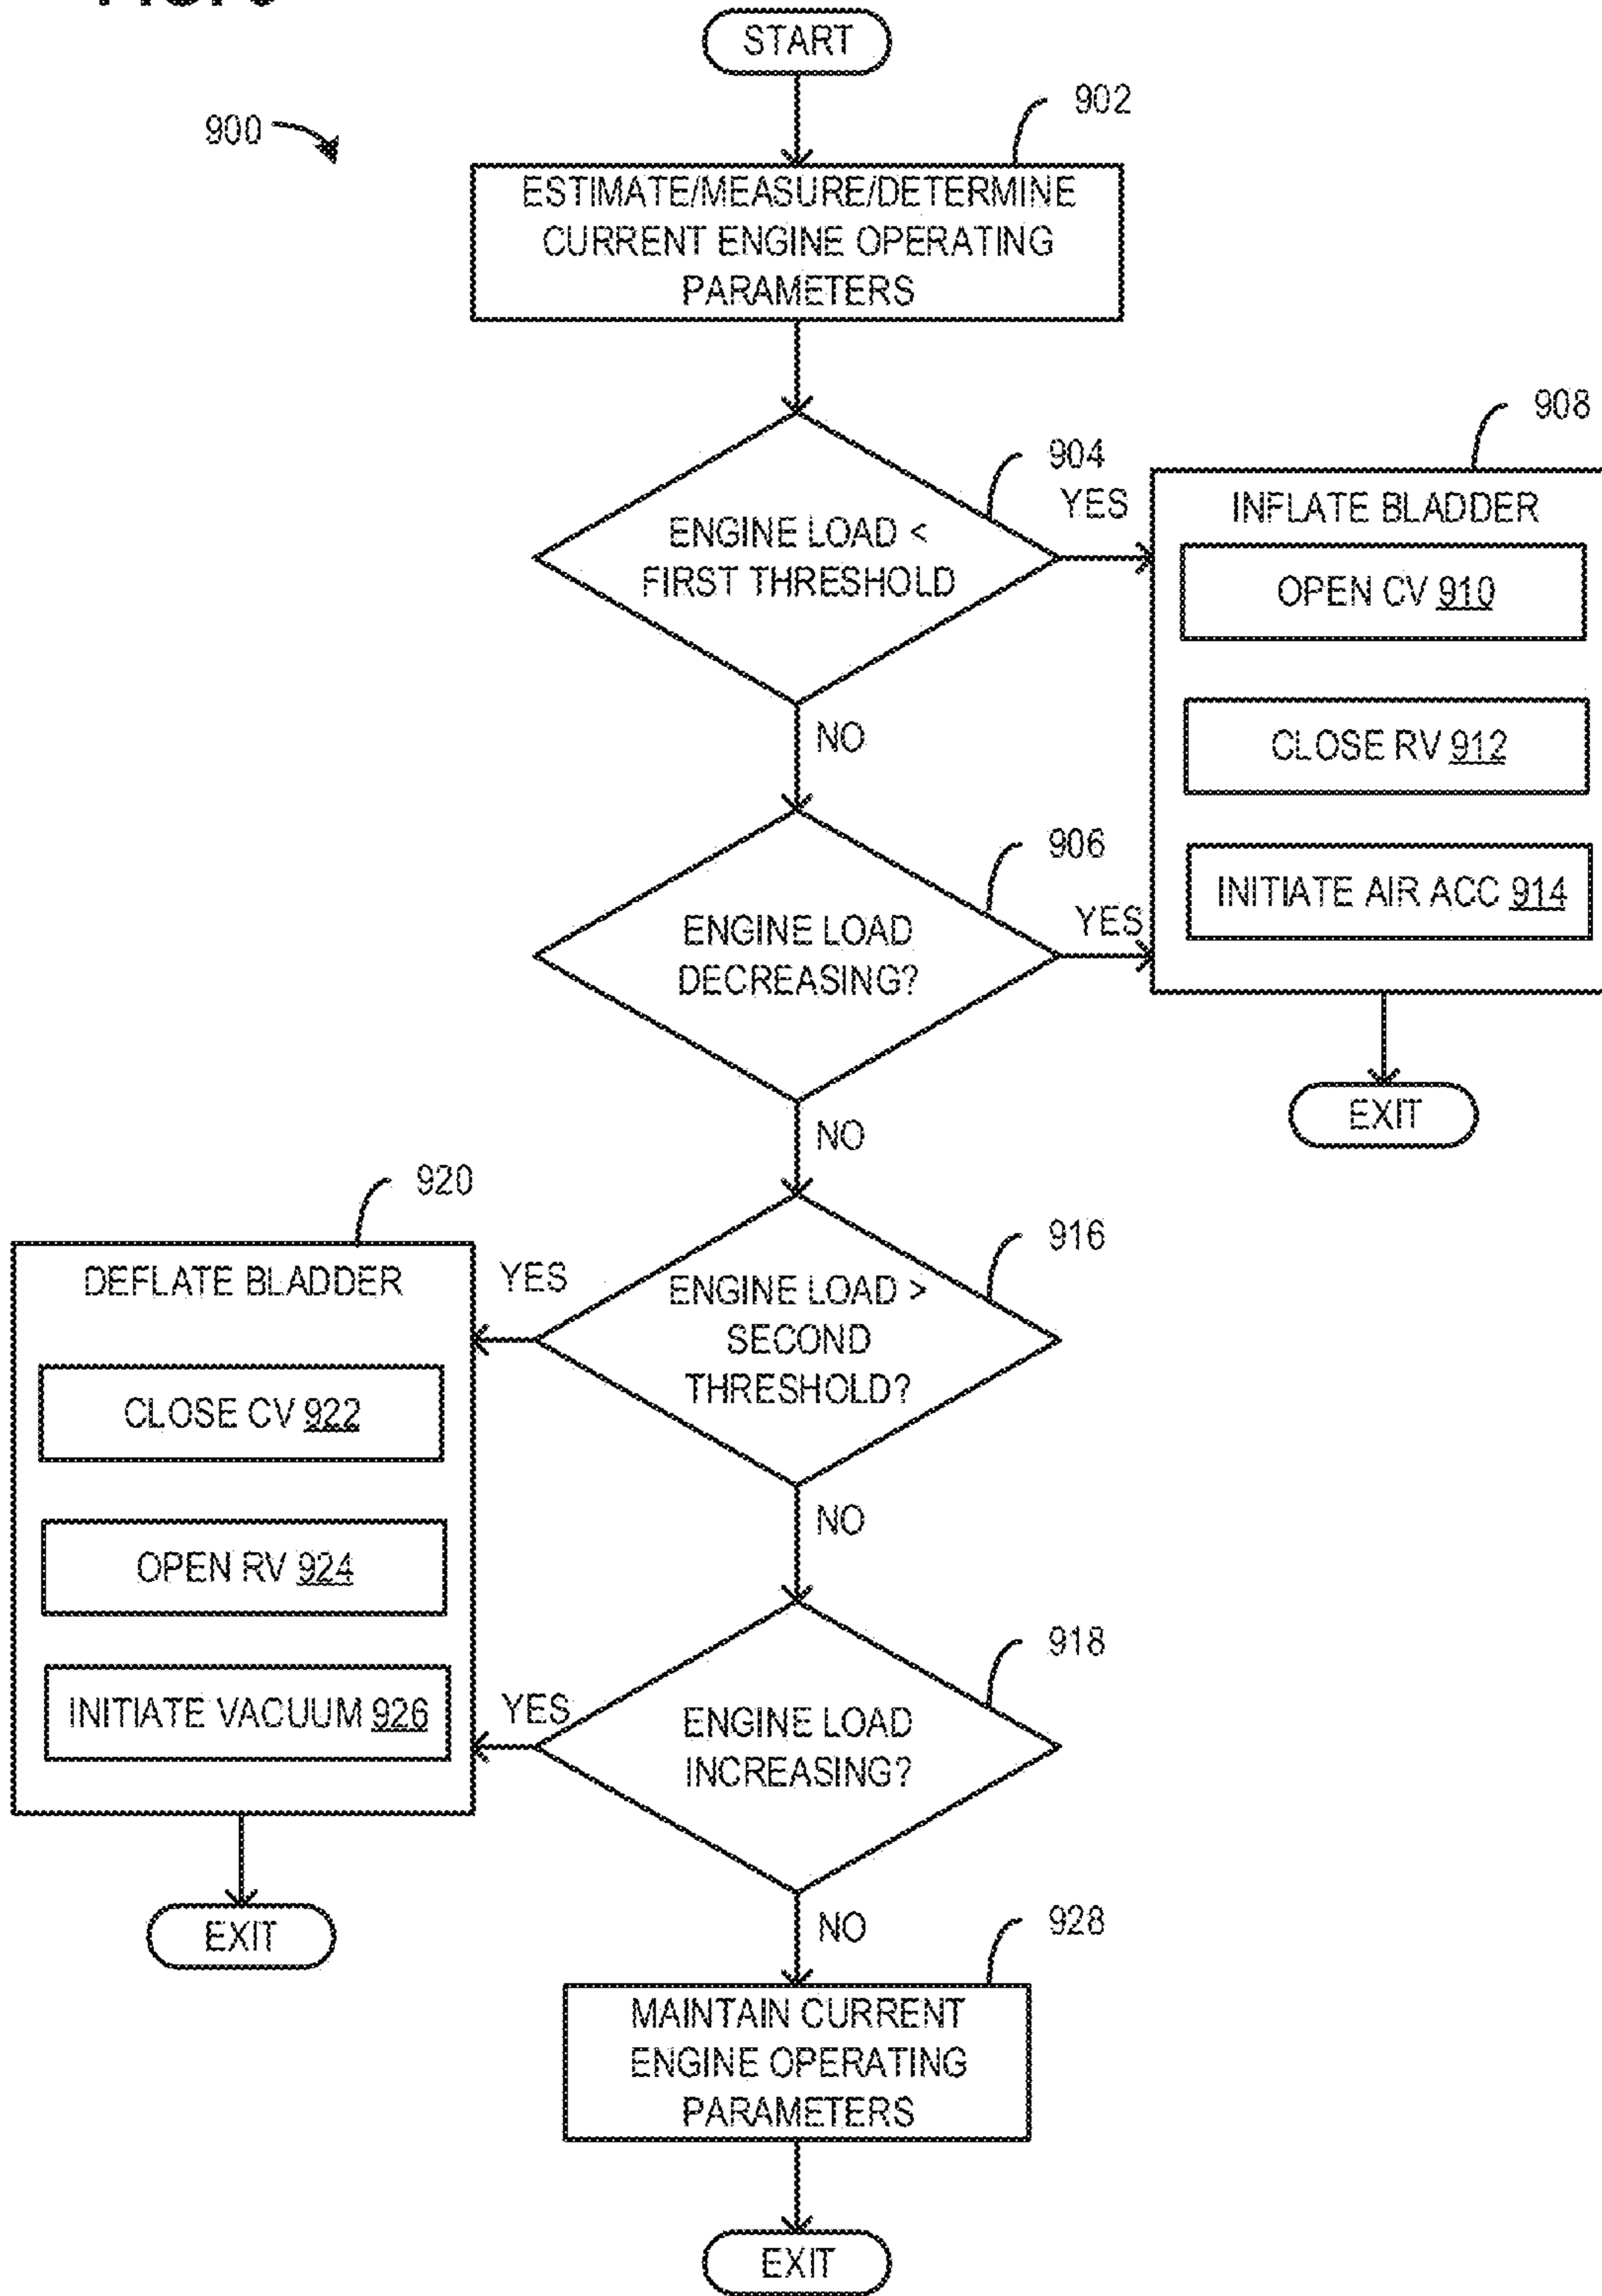 START
900
902
ESTIMATE/MEASURE/DETERMINE
CURRENT ENGINE OPERATING
PARAMETERS
908
904
YES
ENGINE LOAD <
FIRST THRESHOLD
INFLATE BLADDER
OPEN CV 910
NO
CLOSE RV 912
906
YES
ENGINE LOAD
DECREASING?
INITIATE AIR ACC 914
EXIT
NO
920
916
DEFLATE BLADDER
YES
ENGINE LOAD >
SECOND
THRESHOLD?
CLOSE CV 922
NO
OPEN RV 924
918
INITIATE VACUUM 926
YES
ENGINE LOAD
INCREASING?
EXIT
NO
928
MAINTAIN CURRENT
ENGINE OPERATING
PARAMETERS
EXIT